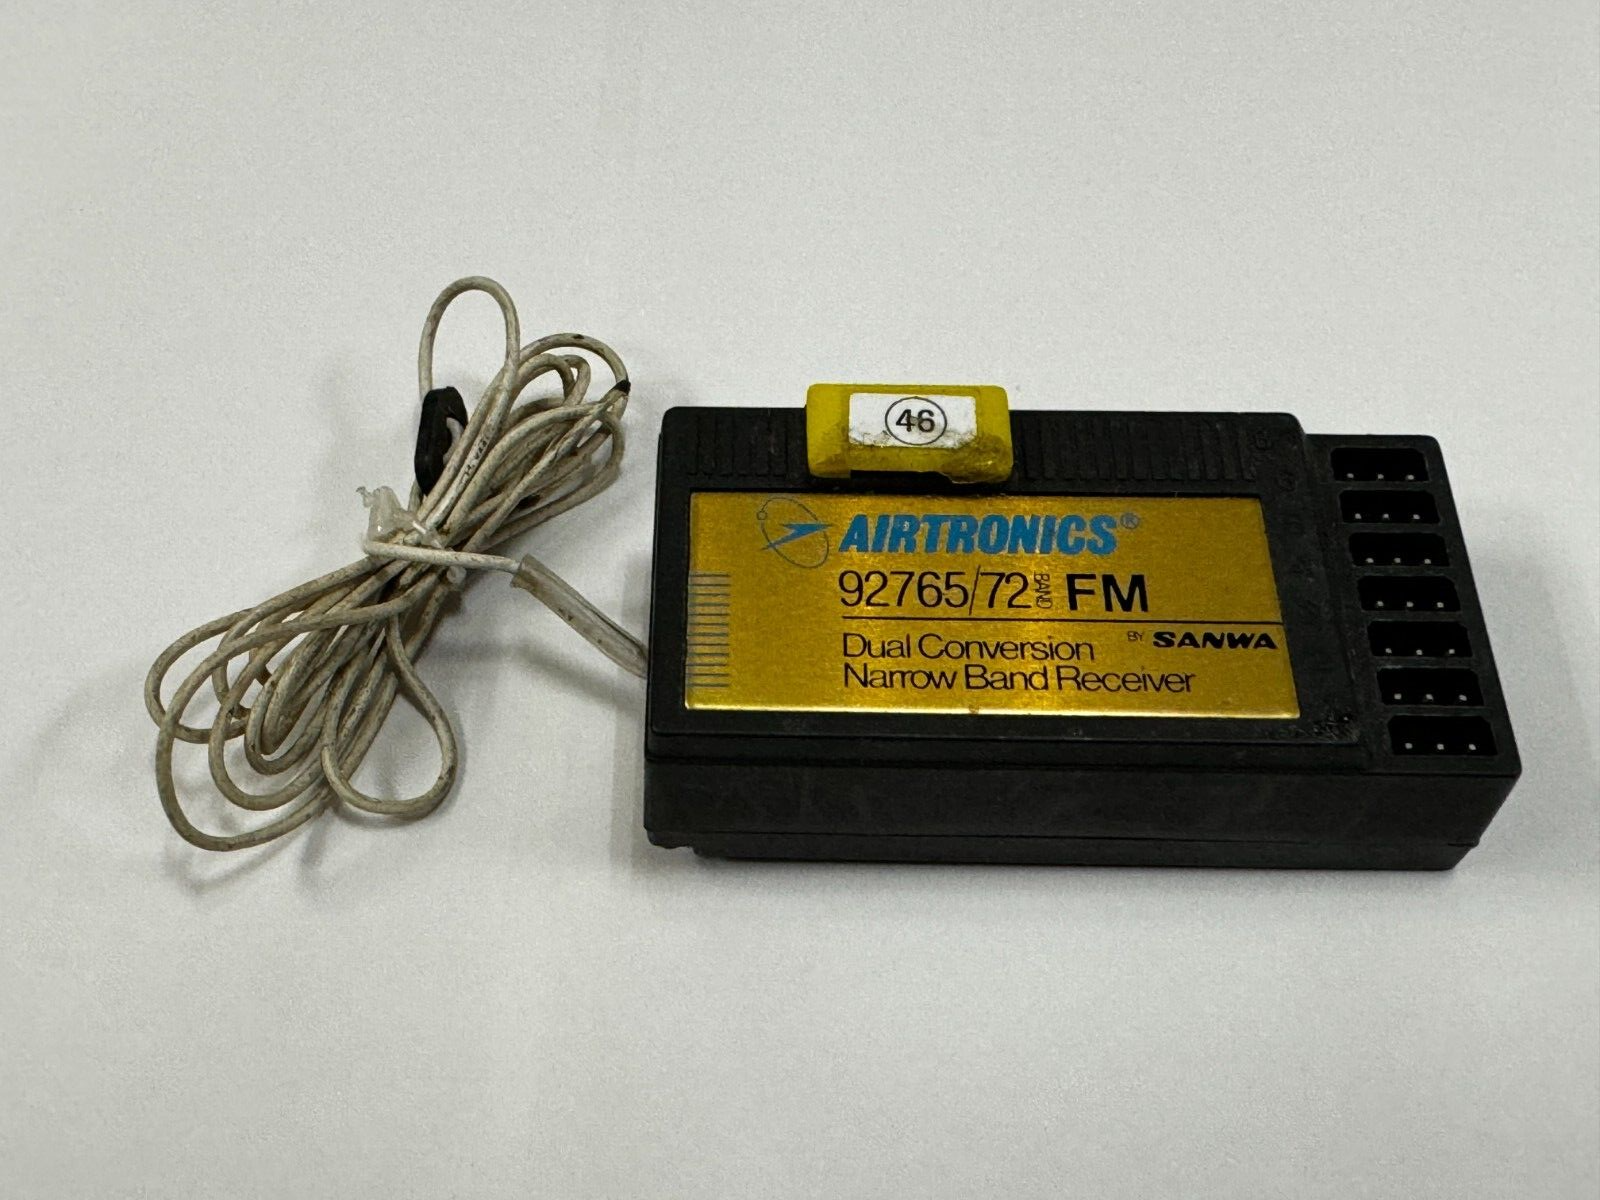 46
AIRTRONICS®
92765/72 BAND FM
BY SANWA
Dual Conversion
Narrow Band Receiver